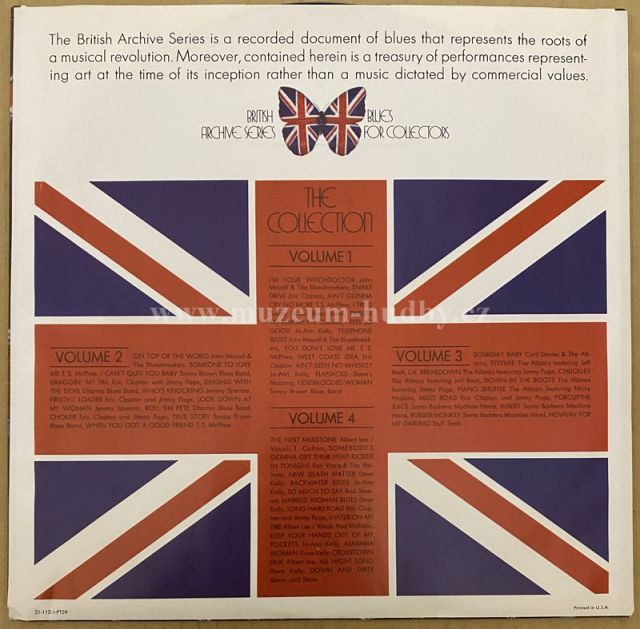 The British Archive Series is a recorded document of blues that represents the roots of
a musical revolution. Moreover, contained herein is a treasury of performances represent-
ing art at the time of its inception rather than a music dictated by commercial values.
BRITISH BLUES
ARCHIVE SERIES FOR COLLECTORS
THE
COLLECTION
VOLUME 1
I'M YOUR WITCHDOCTOR John
Mayall & The Bluesbreakers, SNAKE
DRIVE Eric Clapton, AIN'T GONNA
CRY NO MORE T.S. McPhee, I TRIED
GOOD Jo-Ann Kelly, TELEPHONE
BLUES John Mayall & The Bluesbreak-
ers, YOU DON'T LOVE ME T. S.
McPhee, WEST COAST IDEA Eric
Clapton, AIN'T SEEN NO WHISKEY
Jo-Ann Kelly, FLAPJACKS Stone's
Masonry, COLDBLOODED WOMAN
Savoy Brown Blues Band
VOLUME 2
ON TOP OF THE WORLD John Mayall &
the Bluesbreakers, SOMEONE TO LOVE
ME T. S. McPhee, I CAN'T QUIT YOU BABY Savoy Brown Blues Band,
DRAGGIN' MY TAIL Eric Clapton with Jimmy Page, DEALING WITH
THE DEVIL Dharma Blues Band, WHO'S KNOCKING Jeremy Spencer,
FREIGHT LOADER Eric Clapton and Jimmy Page, LOOK DOWN AT
MY WOMAN Jeremy Spencer, ROLL 'EM PETE Dharma Blues Band,
CHOKER Eric Clapton and Jimmy Page, TRUE STORY Savoy Brown
Blues Band, WHEN YOU GOT A GOOD FRIEND T.S. McPhee
VOLUME 3
SOMEDAY BABY Cyril Davies & The All-
stars, STEELIN' The Allstars featuring Jeff
Beck, L.A. BREAKDOWN The Allstars featuring Jimmy Page, CHUCKLES
The Allstars featuring Jeff Beck, DOWN IN THE BOOTS The Allstars
featuring Jimmy Page, PIANO SHUFFLE The Allstars featuring Nicky
Hopkins, MILES ROAD Eric Clapton and Jimmy Page, PORCUPINE
JUICE Santa Barbara Machine Head, ALBERT Santa Barbara Machine
Head, RUBBER MONKEY Santa Barbara Machine Head, HOWLIN' FOR
MY DARLING Stuff Smith
VOLUME 4
THE NEXT MILESTONE Albert Lee /
Vocal, T. Colton, SOMEBODY'S
GONNA GET THEIR HEAD KICKED
IN TONIGHT Earl Vince & The Val-
iants, NEW DEATH MATTER Dave
Kelly, BACKWATER BLUES Jo-Ann
Kelly, SO MUCH TO SAY Rod Stew-
art, MARRIED WOMAN BLUES Dave
Kelly, LONG HARD ROAD Eric Clap-
ton and Jimmy Page, WATER ON MY
FIRE Albert Lee / Vocal, Paul Williams,
KEEP YOUR HANDS OUT OF MY
POCKETS Jo-Ann Kelly, ALABAMA
WOMAN Dave Kelly, CROSSTOWN
LINK Albert Lee, ALL NIGHT LONG
Dave Kelly, DOWN AND DIRTY
Simon and Steve
21-112-1-PT59
Printed in U.S.A.
www.muzeum-hudby.cz